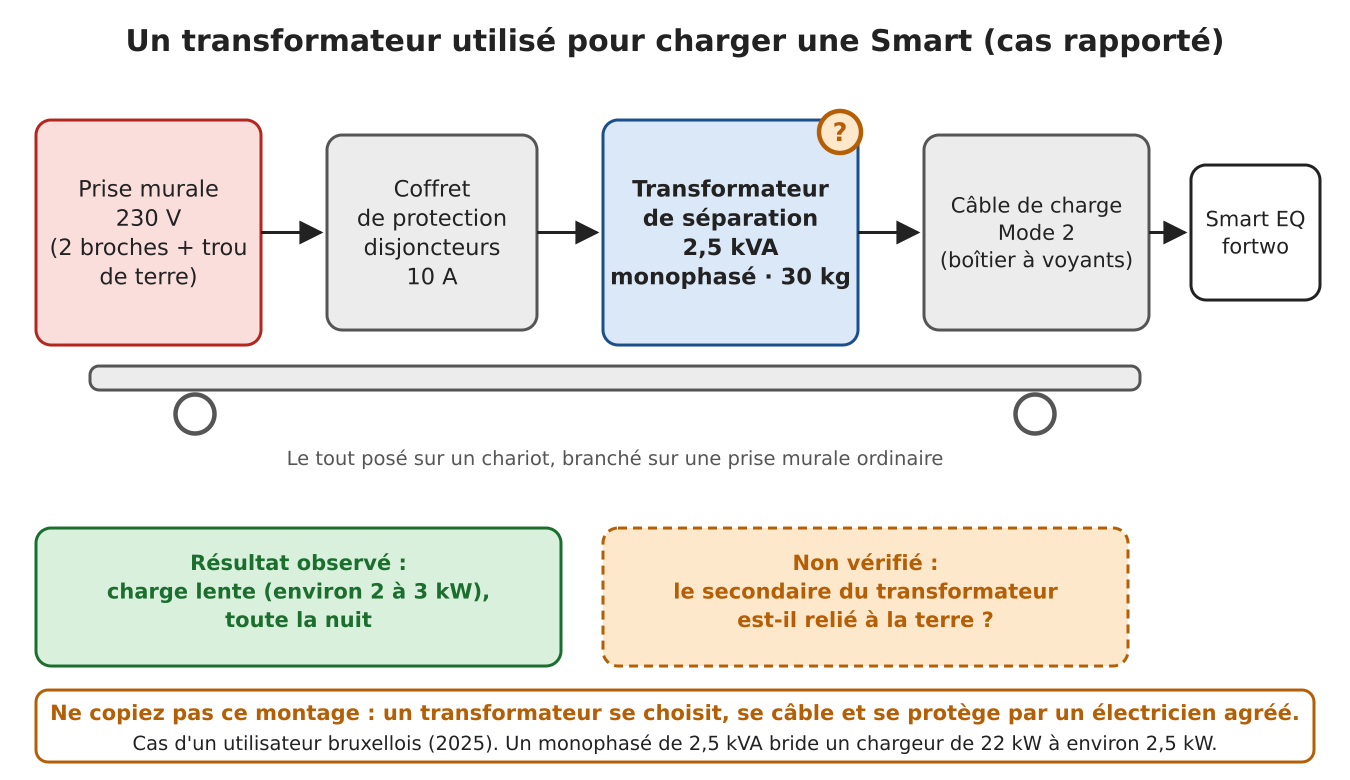 Un transformateur utilisé pour charger une Smart (cas rapporté)
Prise murale
230 V
(2 broches + trou
de terre)
Coffret
de protection
disjoncteurs
10 A
?
Transformateur
de séparation
2,5 kVA
monophasé · 30 kg
Câble de charge
Mode 2
(boîtier à voyants)
Smart EQ
fortwo
Le tout posé sur un chariot, branché sur une prise murale ordinaire
Résultat observé :
charge lente (environ 2 à 3 kW),
toute la nuit
Non vérifié :
le secondaire du transformateur
est-il relié à la terre ?
Ne copiez pas ce montage : un transformateur se choisit, se câble et se protège par un électricien agréé.
Cas d'un utilisateur bruxellois (2025). Un monophasé de 2,5 kVA bride un chargeur de 22 kW à environ 2,5 kW.